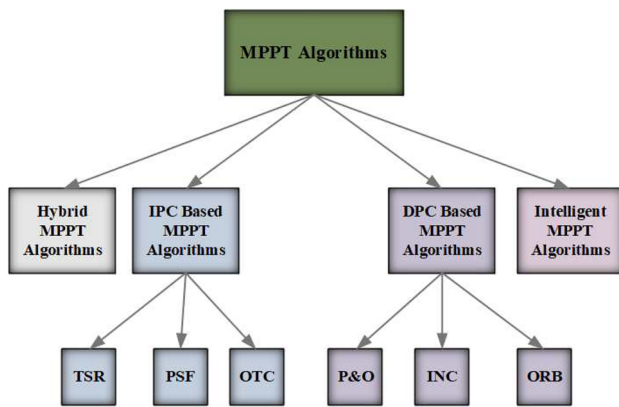 MPPT Algorithms
Hybrid
MPPT
Algorithms
IPC Based
MPPT
Algorithms
DPC Based
MPPT
Algorithms
Intelligent
MPPT
Algorithms
TSR
PSF
OTC
P&O
INC
ORB